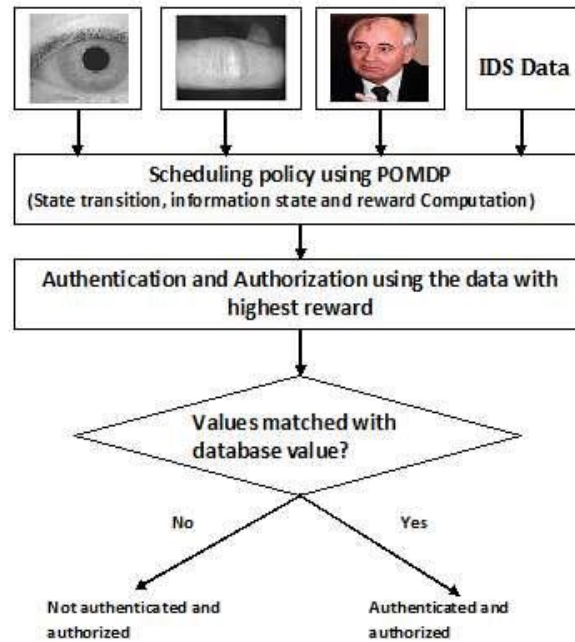 IDS Data
Scheduling policy using POMDP
(State transition, information state and reward Computation)
Authentication and Authorization using the data with
highest reward
Values matched with
database value?
No
Yes
Not authenticated and
authorized
Authenticated and
authorized